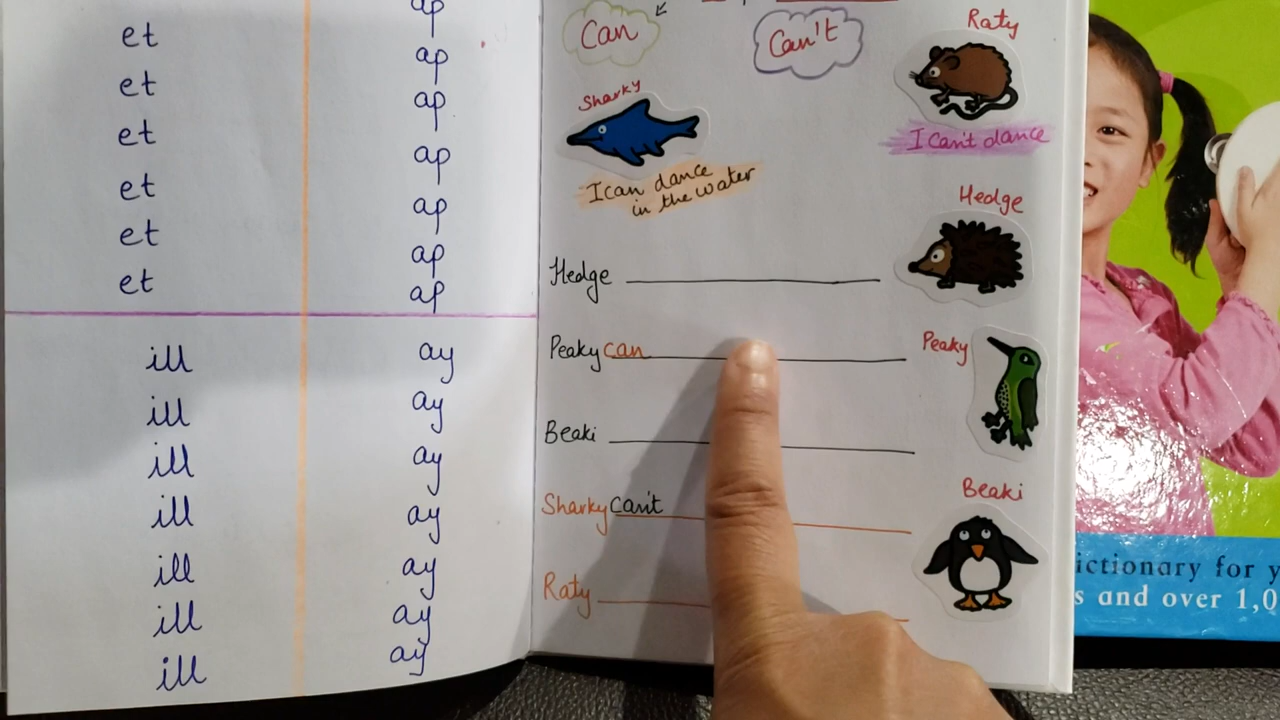 et
et
et
et
et
et
ap
ap
ap
ap
ap
ap
ap
ill
ill
ill
ill
ill
ill
ill
ay
ay
ay
ay
ay
ay
ay
Can
Can't
Raty
Sharky
I can't dance
I can dance
in the water
Hedge
Hedge
Peaky can
Peaky
Beaki
Sharky can't
Beaki
Raty
ictionary for y
s and over 1,0